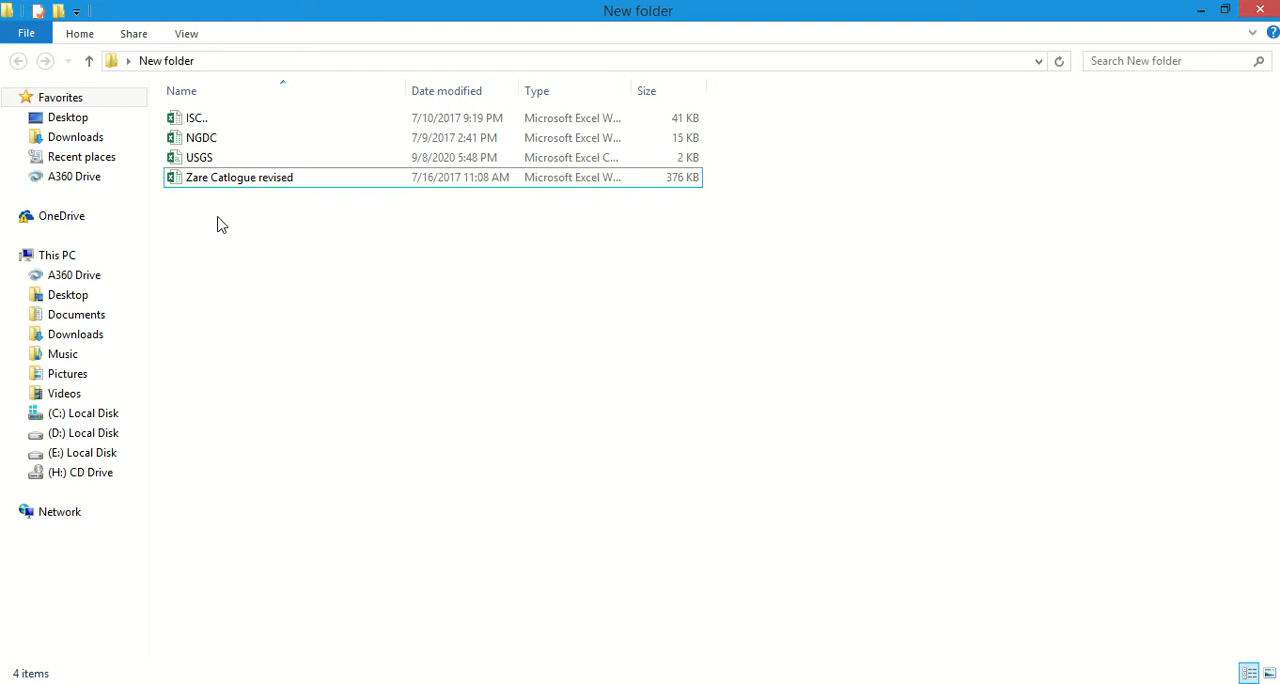 New folder
File Home Share View
New folder Search New folder
Name Date modified Type Size
ISC.. 7/10/2017 9:19 PM Microsoft Excel W... 41 KB
NGDC 7/9/2017 2:41 PM Microsoft Excel W... 15 KB
USGS 9/8/2020 5:48 PM Microsoft Excel C... 2 KB
Zare Catlogue revised 7/16/2017 11:08 AM Microsoft Excel W... 376 KB
Favorites
Desktop
Downloads
Recent places
A360 Drive
OneDrive
This PC
A360 Drive
Desktop
Documents
Downloads
Music
Pictures
Videos
(C:) Local Disk
(D:) Local Disk
(E:) Local Disk
(H:) CD Drive
Network
4 items